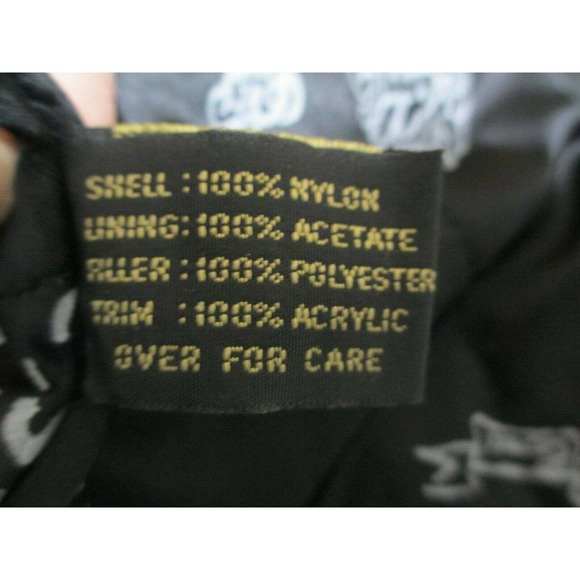 SHELL :100% NYLON
LINING:100% ACETATE
FILLER:100% POLYESTER
TRIM :100% ACRYLIC
OVER FOR CARE